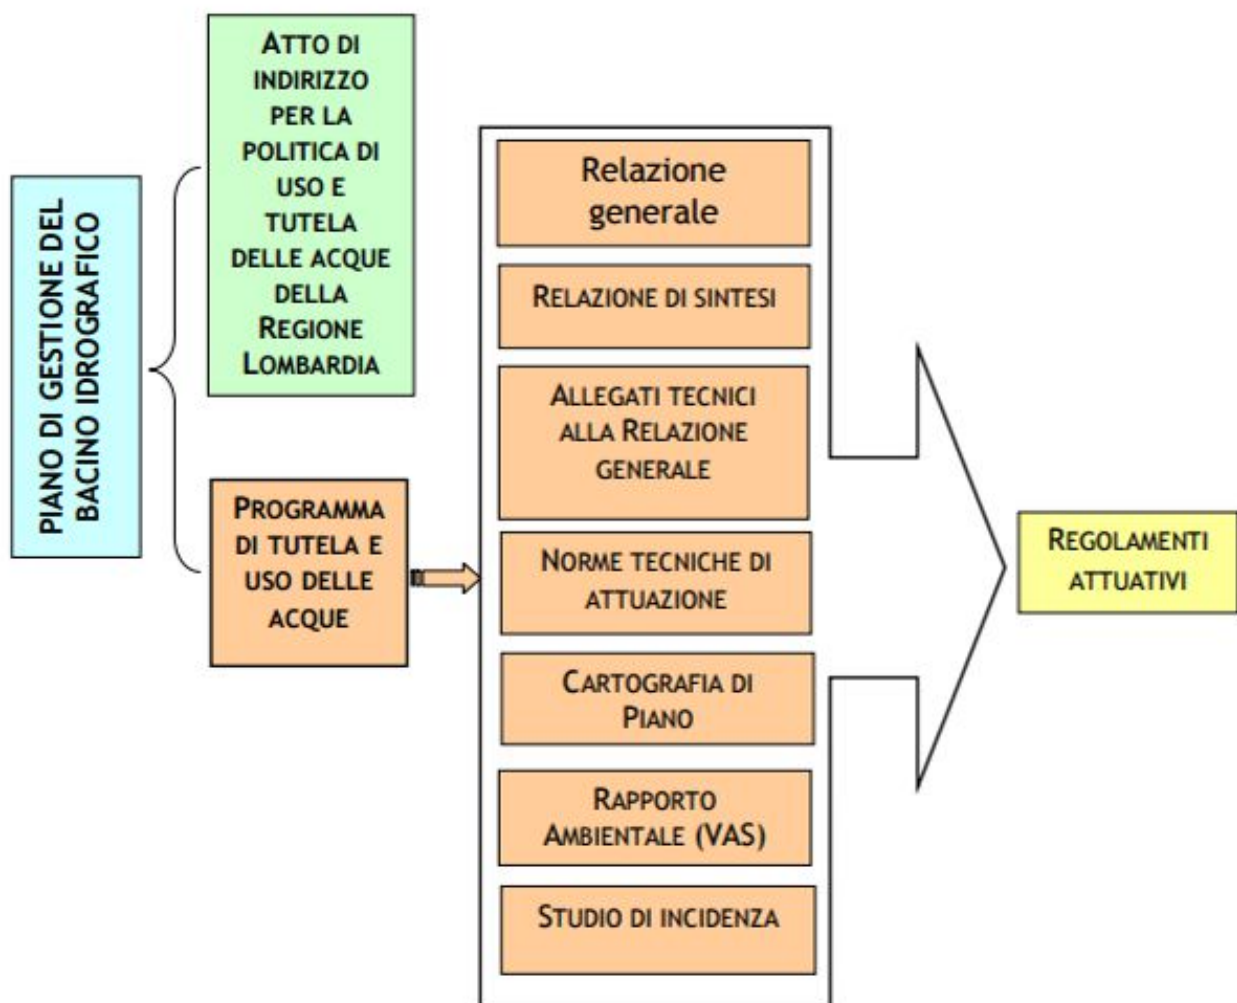 PIANO DI GESTIONE DEL
BACINO IDROGRAFICO
ATTO DI
INDIRIZZO
PER LA
POLITICA DI
USO E
TUTELA
DELLE ACQUE
DELLA
REGIONE
LOMBARDIA
PROGRAMMA
DI TUTELA E
USO DELLE
ACQUE
Relazione
generale
RELAZIONE DI SINTESI
ALLEGATI TECNICI
ALLA RELAZIONE
GENERALE
NORME TECNICHE DI
ATTUAZIONE
CARTOGRAFIA DI
PIANO
RAPPORTO
AMBIENTALE (VAS)
STUDIO DI INCIDENZA
REGOLAMENTI
ATTUATIVI